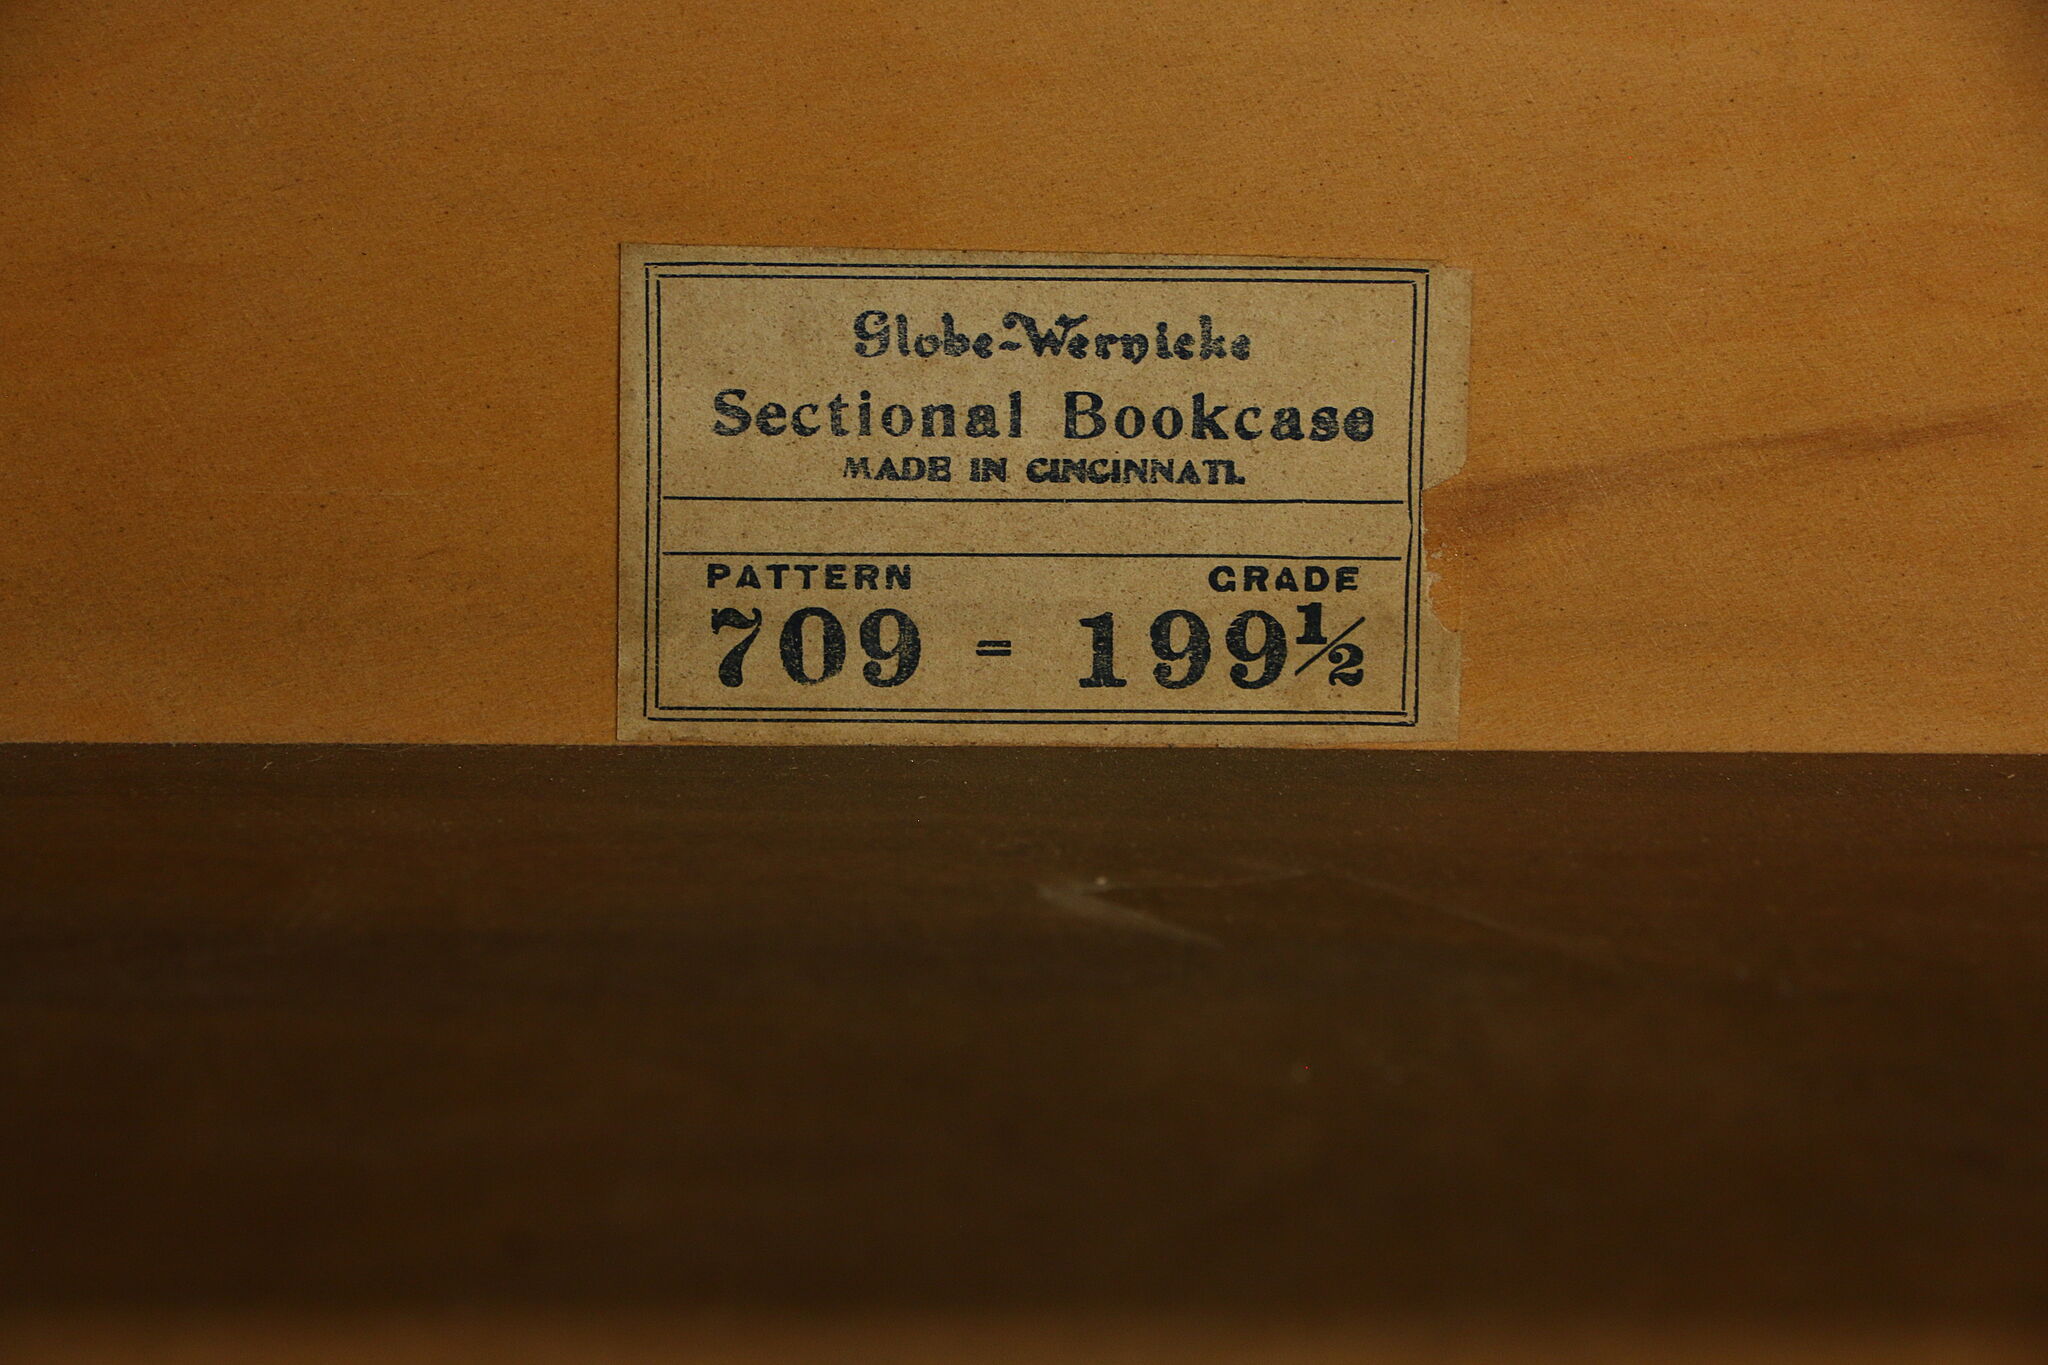 Globe-Wernicke
Sectional Bookcase
MADE IN CINCINNATI.
PATTERN GRADE
709 = 199½